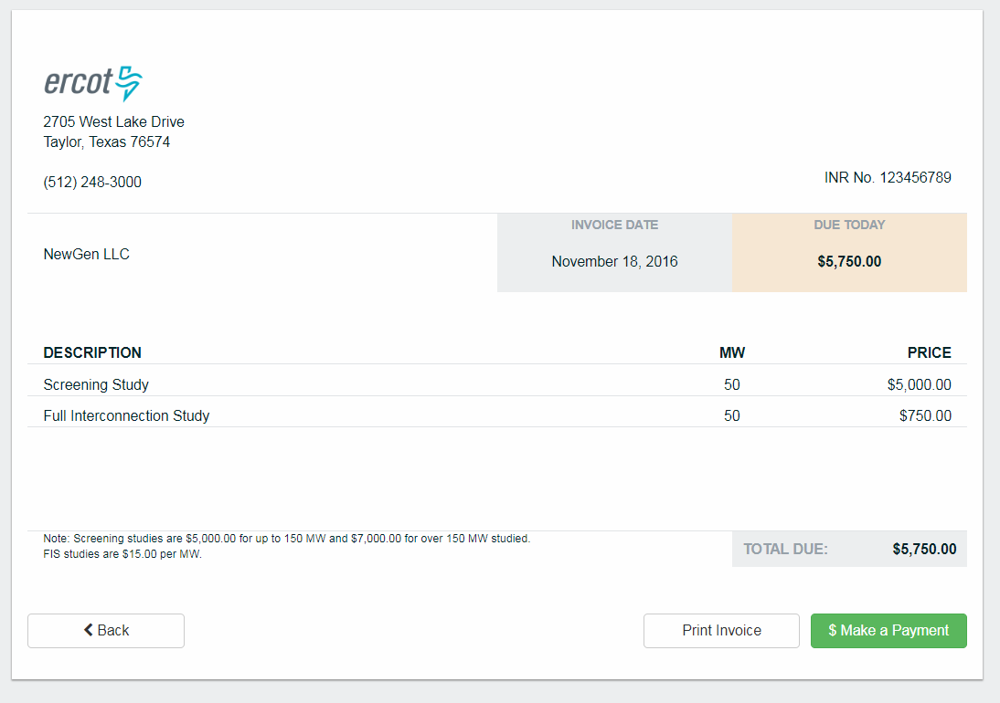 ercot
2705 West Lake Drive
Taylor, Texas 76574
(512) 248-3000
INR No. 123456789
NewGen LLC
INVOICE DATE
November 18, 2016
DUE TODAY
$5,750.00
DESCRIPTION MW PRICE
Screening Study 50 $5,000.00
Full Interconnection Study 50 $750.00
Note: Screening studies are $5,000.00 for up to 150 MW and $7,000.00 for over 150 MW studied.
FIS studies are $15.00 per MW.
TOTAL DUE: $5,750.00
Back
Print Invoice
$ Make a Payment